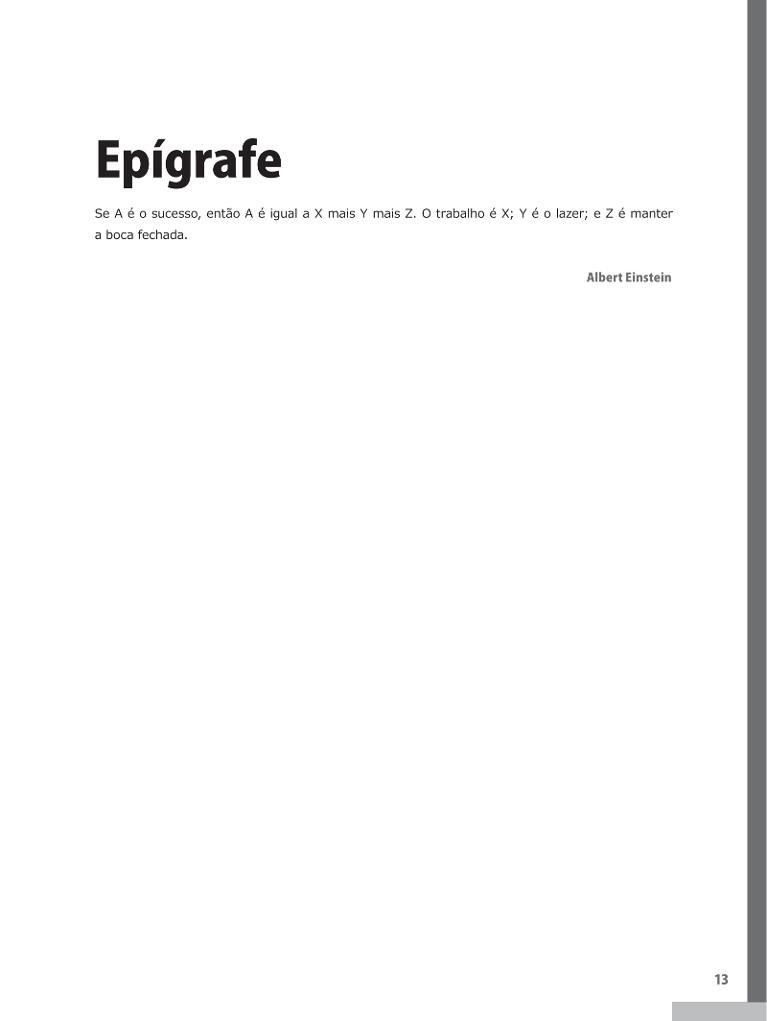 Epígrafe
Se A é o sucesso, então A é igual a X mais Y mais Z. O trabalho é X; Y é o lazer; e Z é manter
a boca fechada.
Albert Einstein
13